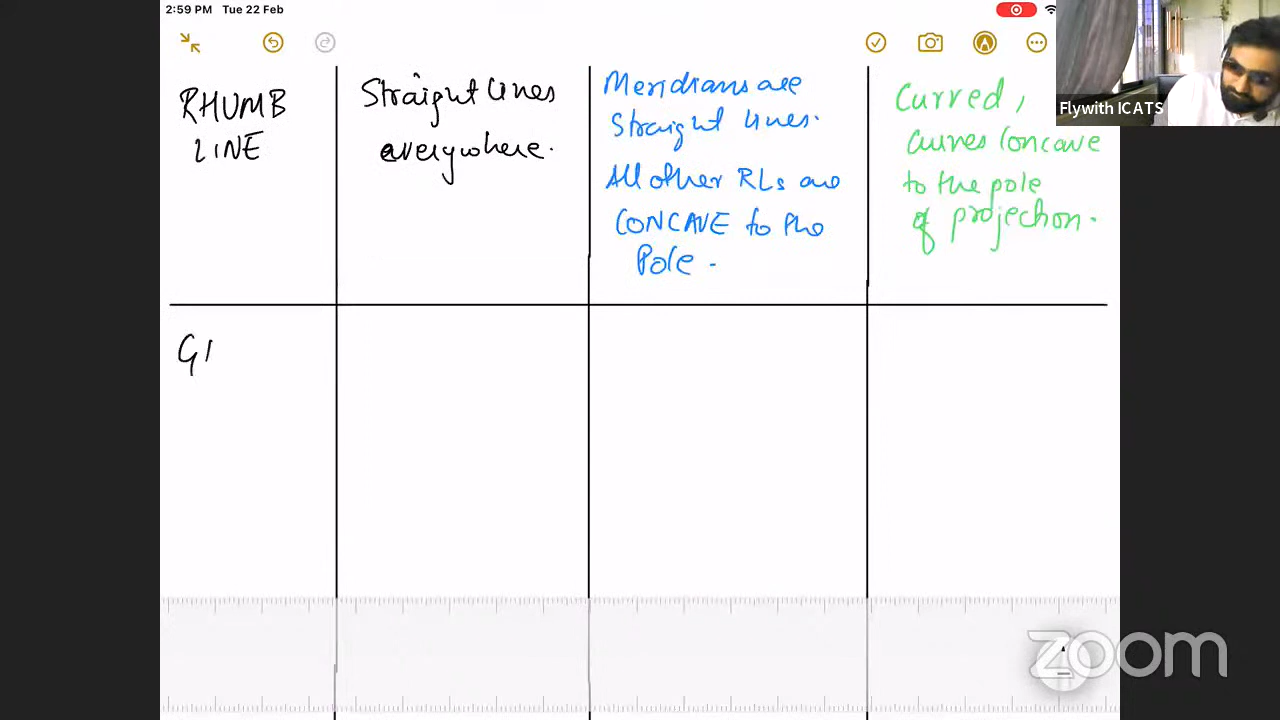 2:59 PM Tue 22 Feb
Flywith ICATS
RHUMB
LINE
Straight lines
everywhere.
Meridians are
Straight lines.
All other RLs are
CONCAVE to the
Pole.
Curved,
Curves Concave
to the pole
of projection.
G1
zoom